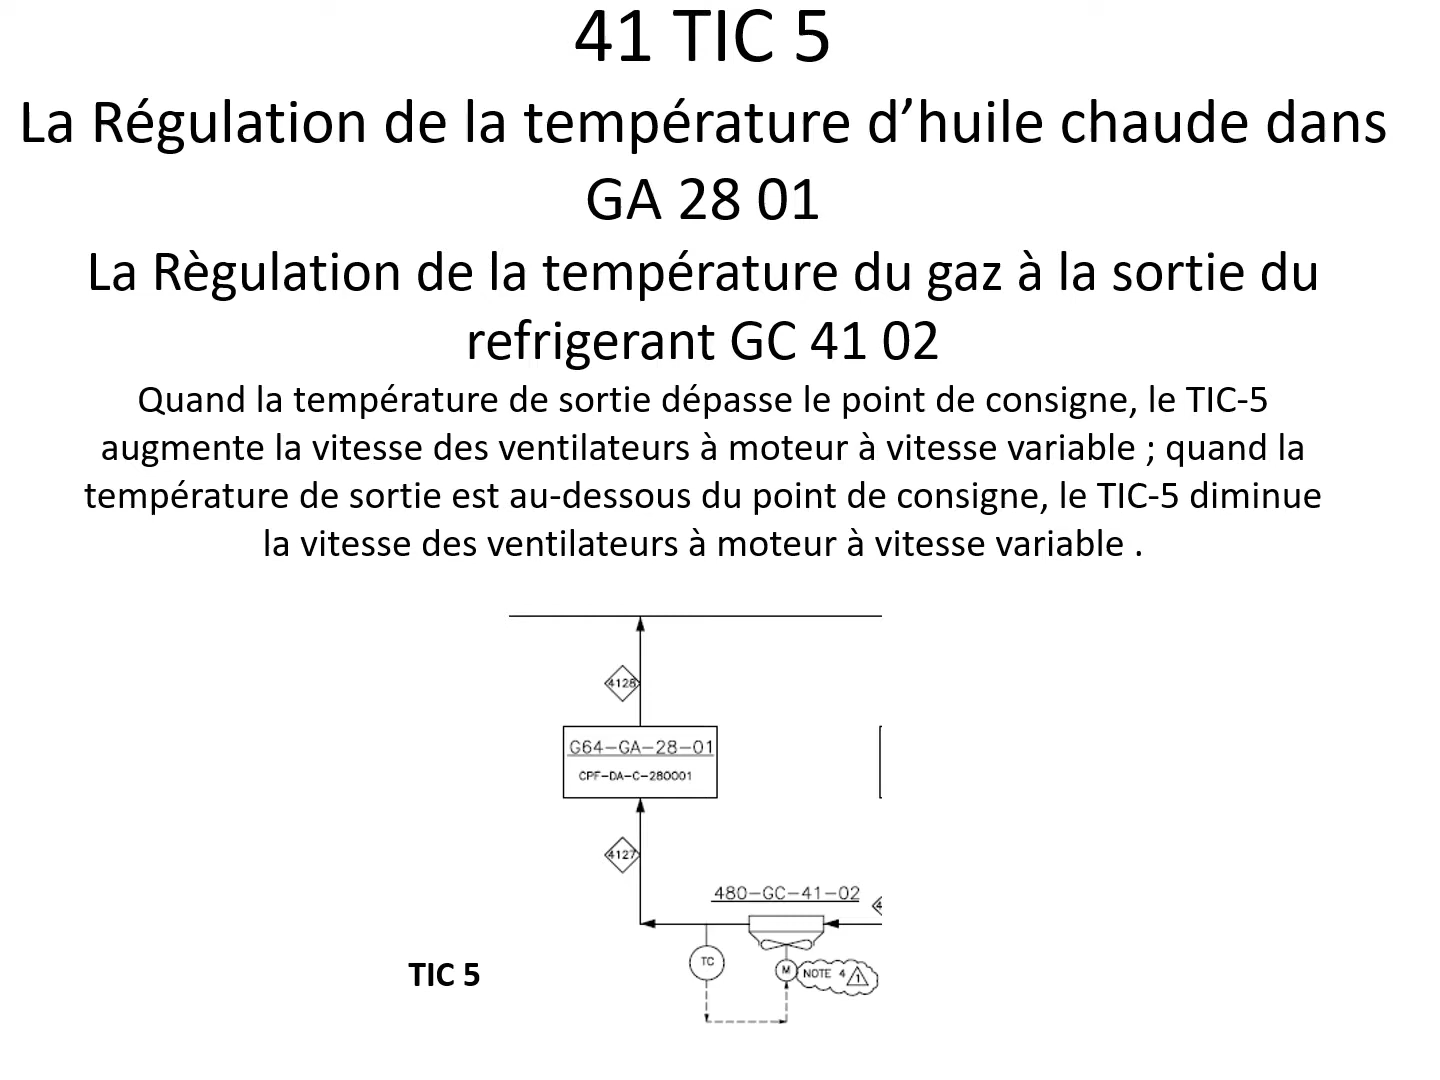 41 TIC 5
La Régulation de la température d’huile chaude dans
GA 28 01
La Règulation de la température du gaz à la sortie du
refrigerant GC 41 02
Quand la température de sortie dépasse le point de consigne, le TIC-5
augmente la vitesse des ventilateurs à moteur à vitesse variable ; quand la
température de sortie est au-dessous du point de consigne, le TIC-5 diminue
la vitesse des ventilateurs à moteur à vitesse variable .
4128
G64-GA-28-01
CPF-DA-C-280001
4127
480-GC-41-02
4
TC
M
NOTE 4
1
TIC 5